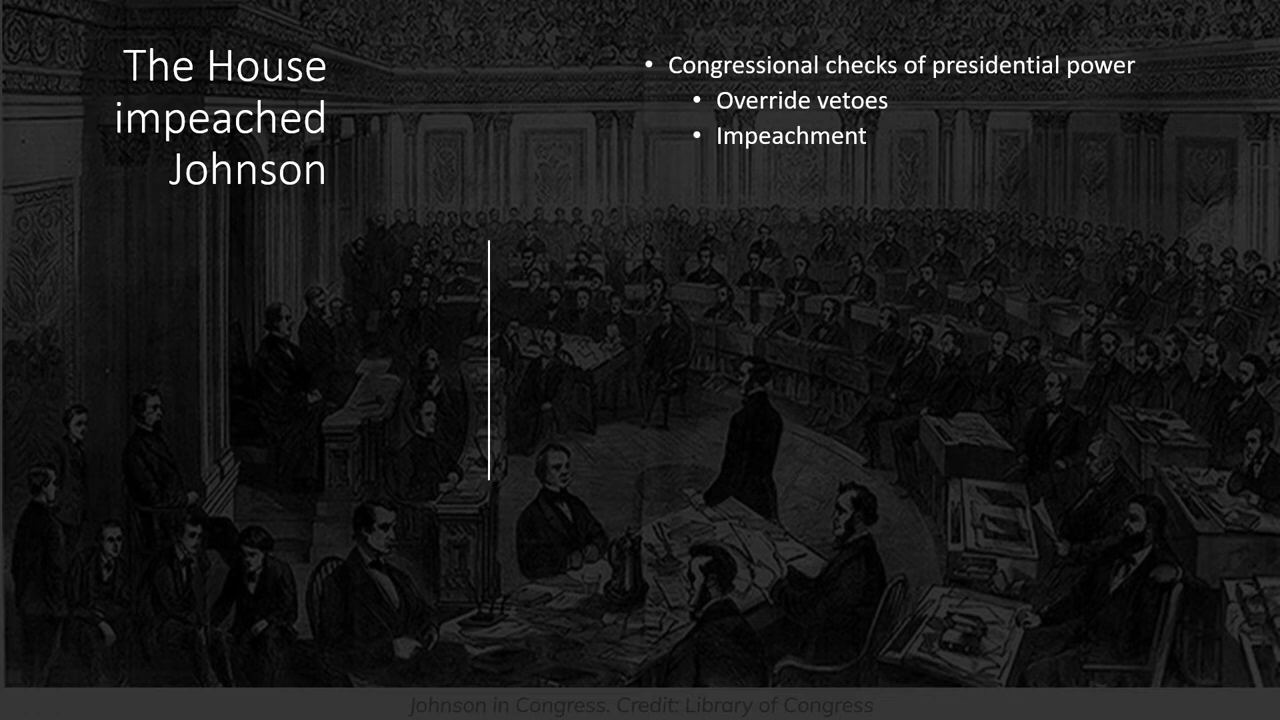 The House
impeached
Johnson
• Congressional checks of presidential power
• Override vetoes
• Impeachment
Johnson in Congress. Credit: Library of Congress